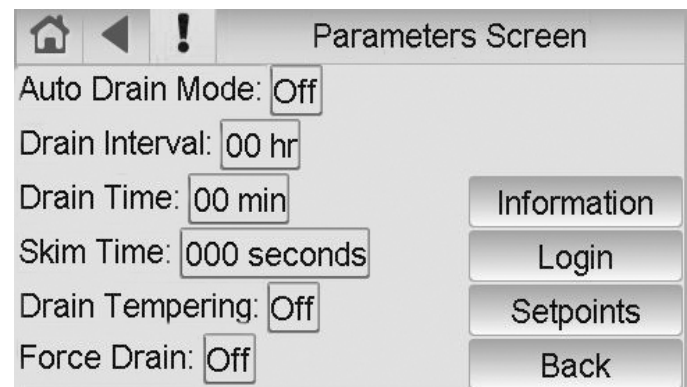 Parameters Screen
Auto Drain Mode: Off
Drain Interval: 00 hr
Drain Time: 00 min
Information
Skim Time: 000 seconds
Login
Drain Tempering: Off
Setpoints
Force Drain: Off
Back